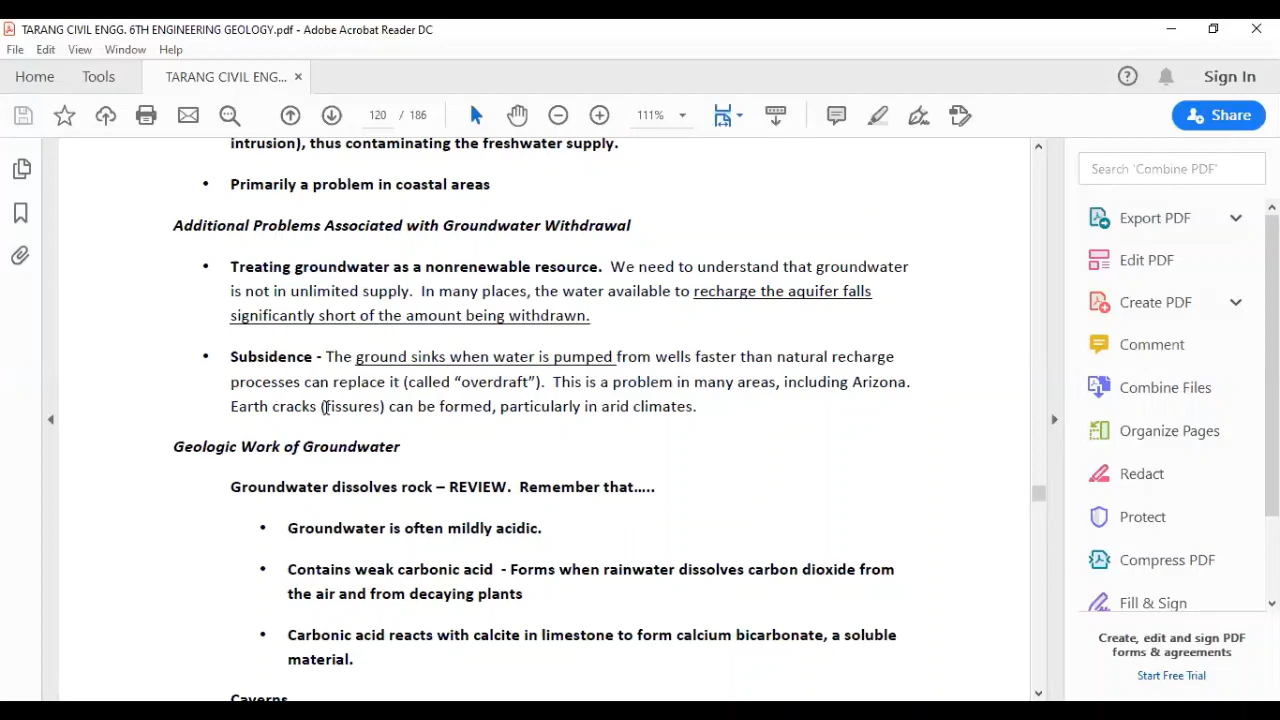 TARANG CIVIL ENGG. 6TH ENGINEERING GEOLOGY.pdf - Adobe Acrobat Reader DC
File Edit View Window Help
Home Tools TARANG CIVIL ENG... × Sign In
120 / 186 111% Share
intrusion), thus contaminating the freshwater supply.
• Primarily a problem in coastal areas
Additional Problems Associated with Groundwater Withdrawal
• Treating groundwater as a nonrenewable resource. We need to understand that groundwater
is not in unlimited supply. In many places, the water available to recharge the aquifer falls
significantly short of the amount being withdrawn.
• Subsidence - The ground sinks when water is pumped from wells faster than natural recharge
processes can replace it (called “overdraft”). This is a problem in many areas, including Arizona.
Earth cracks (fissures) can be formed, particularly in arid climates.
Geologic Work of Groundwater
Groundwater dissolves rock – REVIEW. Remember that…..
• Groundwater is often mildly acidic.
• Contains weak carbonic acid - Forms when rainwater dissolves carbon dioxide from
the air and from decaying plants
• Carbonic acid reacts with calcite in limestone to form calcium bicarbonate, a soluble
material.
Caverns
Search 'Combine PDF'
Export PDF
Edit PDF
Create PDF
Comment
Combine Files
Organize Pages
Redact
Protect
Compress PDF
Fill & Sign
Create, edit and sign PDF
forms & agreements
Start Free Trial